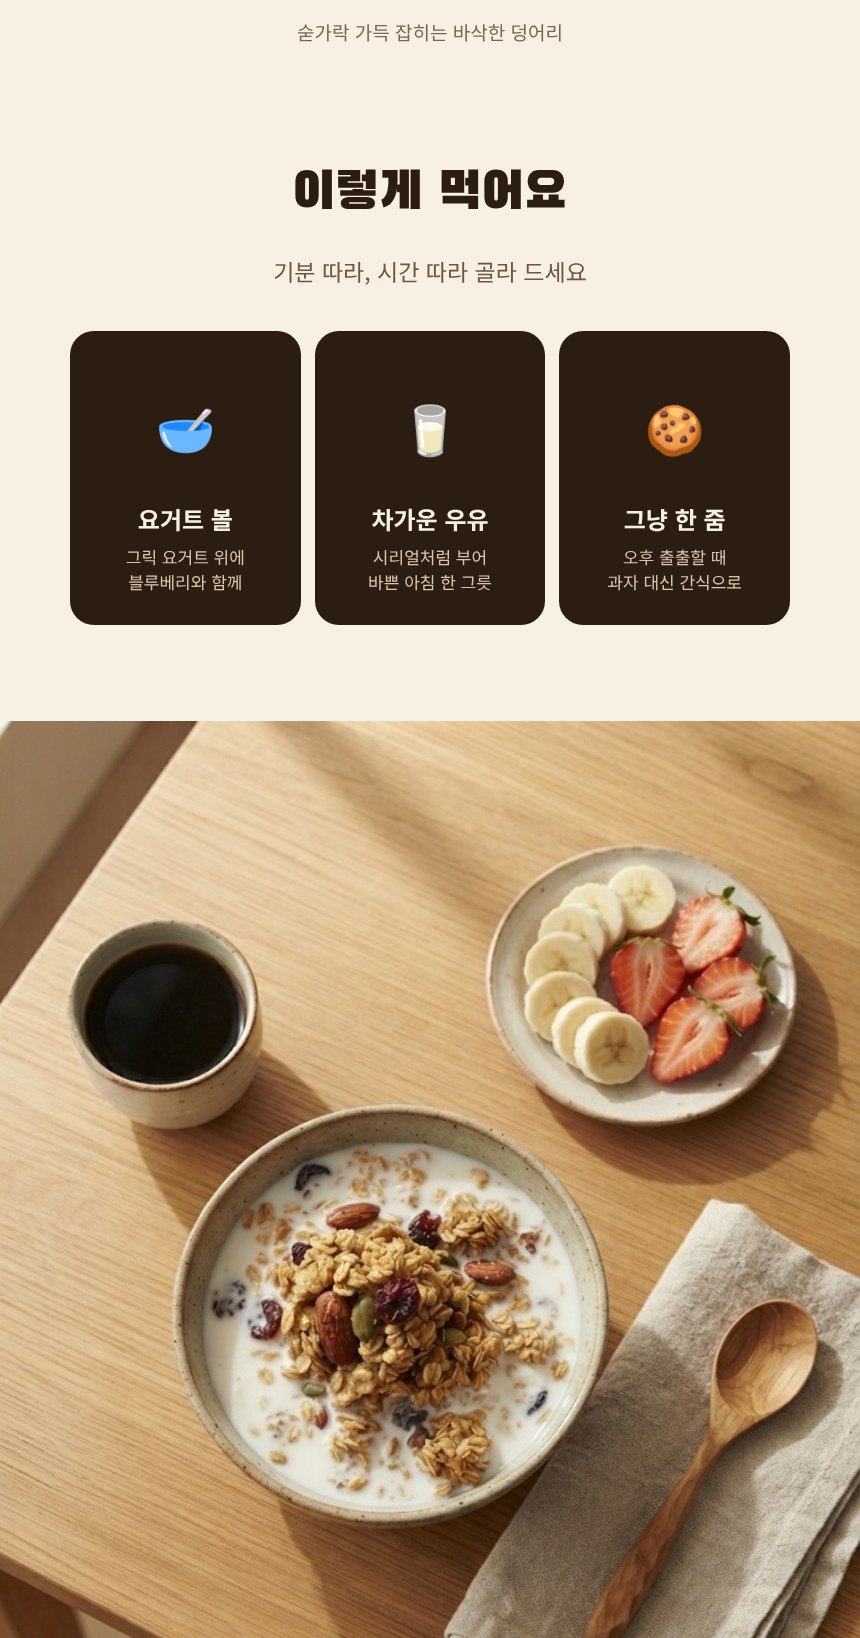 숟가락 가득 잡히는 바삭한 덩어리
이렇게 먹어요
기분 따라, 시간 따라 골라 드세요
요거트 볼
그릭 요거트 위에
블루베리와 함께
차가운 우유
시리얼처럼 부어
바쁜 아침 한 그릇
그냥 한 줌
오후 출출할 때
과자 대신 간식으로